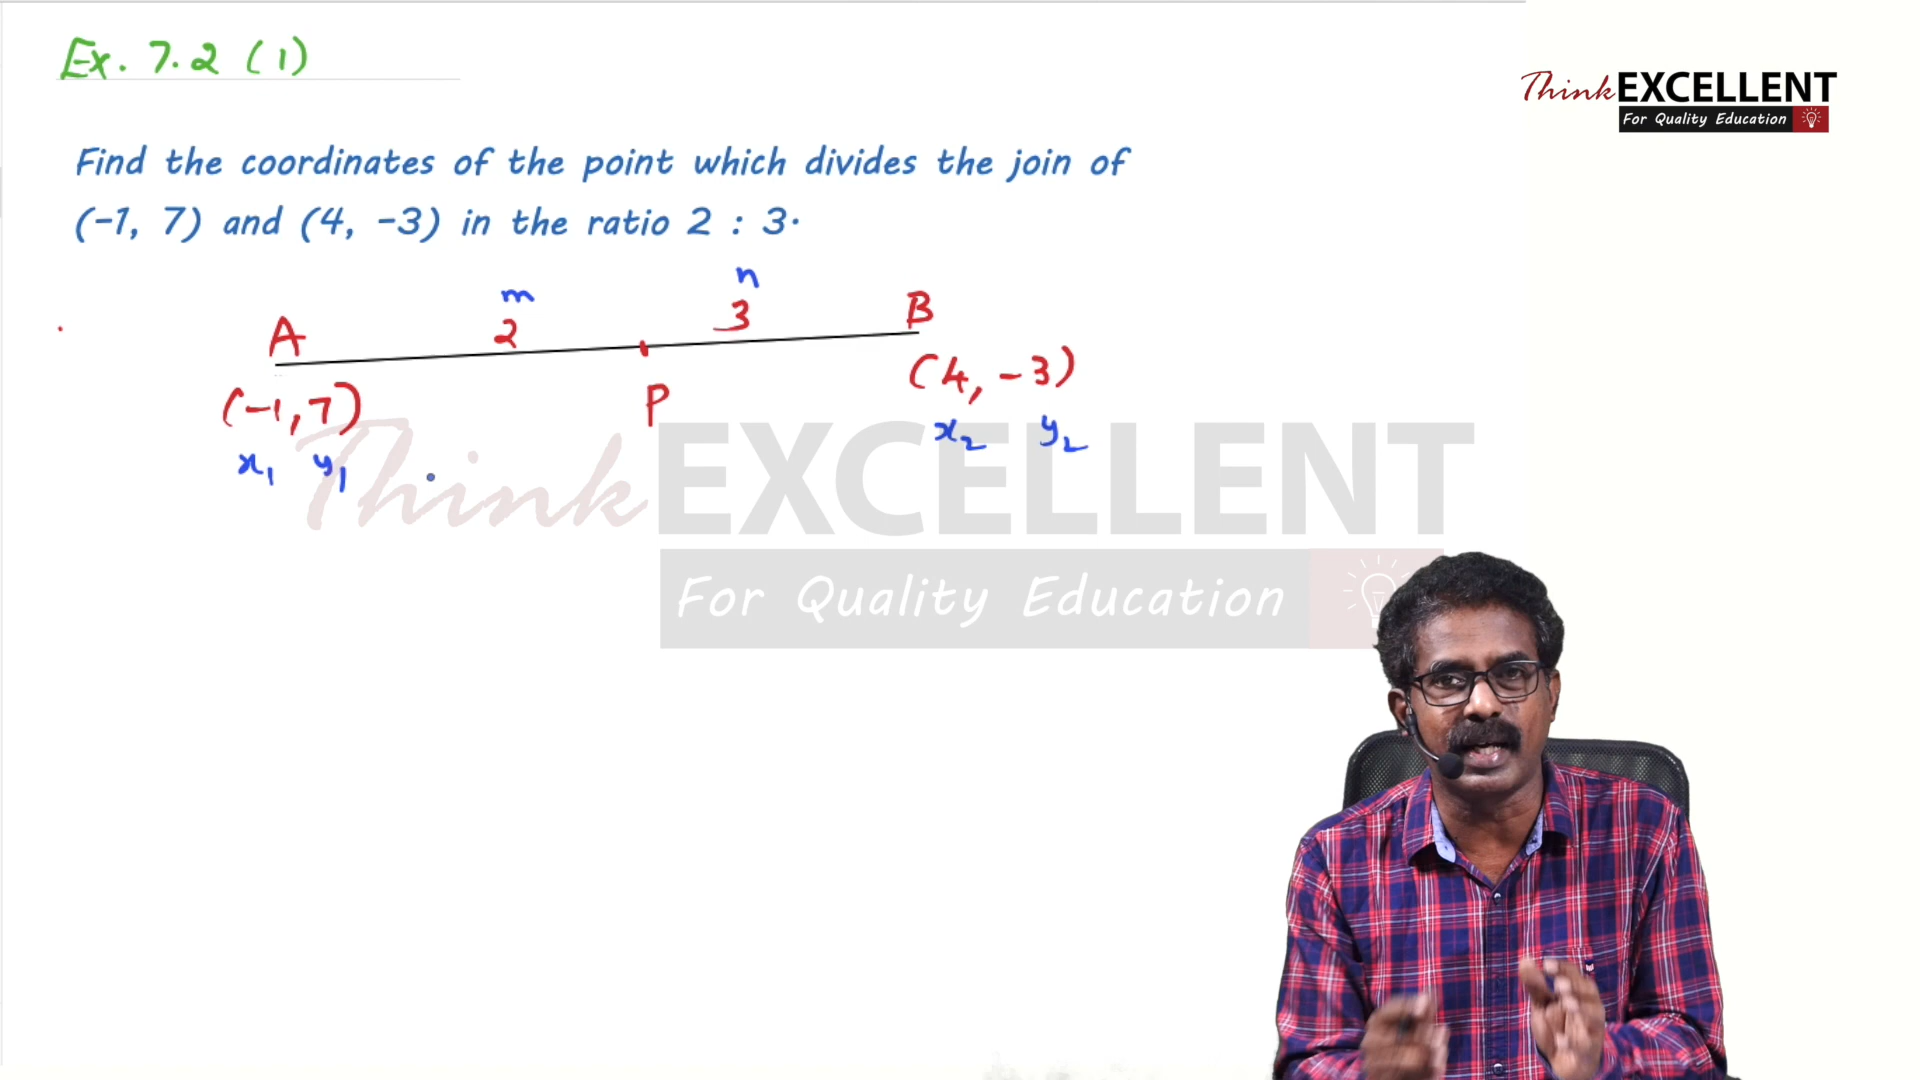 Ex. 7.2 (1)
Think EXCELLENT
For Quality Education
Find the coordinates of the point which divides the join of
(-1, 7) and (4, -3) in the ratio 2 : 3.
m n
A 2 3 B
(-1, 7) P (4, -3)
x₁ y₁ x₂ y₂
Think EXCELLENT
For Quality Education